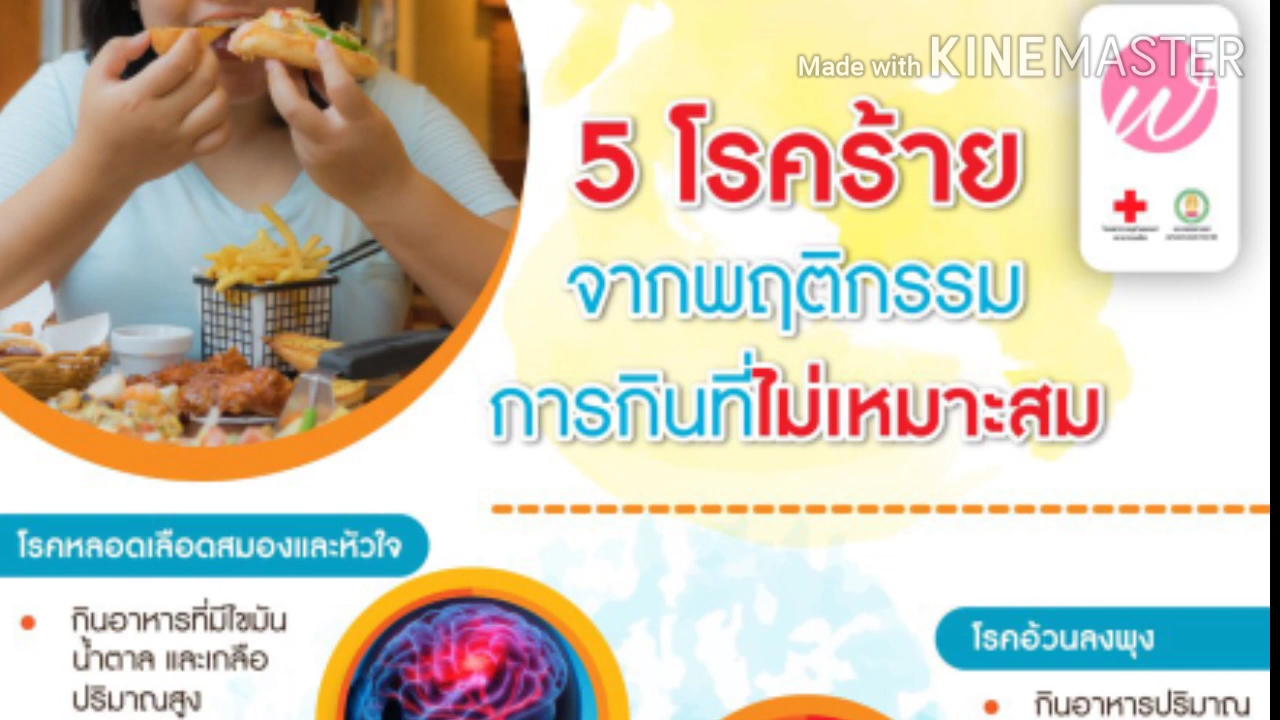 Made with KINEMASTER
5 โรคร้าย
จากพฤติกรรม
การกินที่ไม่เหมาะสม
โรคหลอดเลือดสมองและหัวใจ
กินอาหารที่มีไขมัน
น้ำตาล และเกลือ
ปริมาณสูง
โรคอ้วนลงพุง
กินอาหารปริมาณ